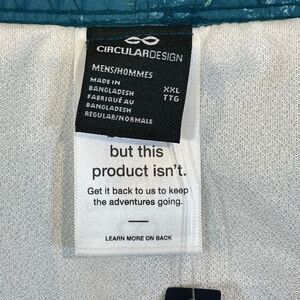 CIRCULARDESIGN
MENS/HOMMES
MADE IN
BANGLADESH XXL
FABRIQUÉ AU TTG
BANGLADESH
REGULAR/NORMALE
but this
product isn't.
Get it back to us to keep
the adventures going.
LEARN MORE ON BACK